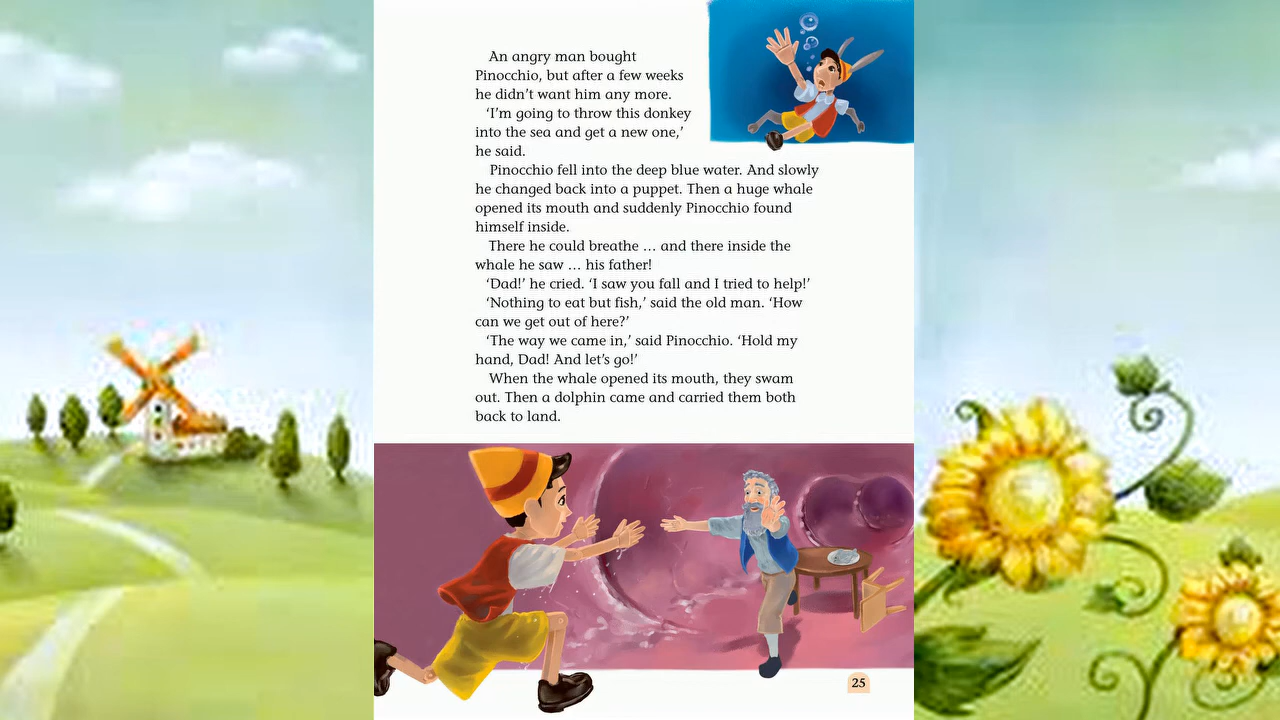 An angry man bought
Pinocchio, but after a few weeks
he didn’t want him any more.
‘I’m going to throw this donkey
into the sea and get a new one,’
he said.
Pinocchio fell into the deep blue water. And slowly
he changed back into a puppet. Then a huge whale
opened its mouth and suddenly Pinocchio found
himself inside.
There he could breathe … and there inside the
whale he saw … his father!
‘Dad!’ he cried. ‘I saw you fall and I tried to help!’
‘Nothing to eat but fish,’ said the old man. ‘How
can we get out of here?’
‘The way we came in,’ said Pinocchio. ‘Hold my
hand, Dad! And let’s go!’
When the whale opened its mouth, they swam
out. Then a dolphin came and carried them both
back to land.
25